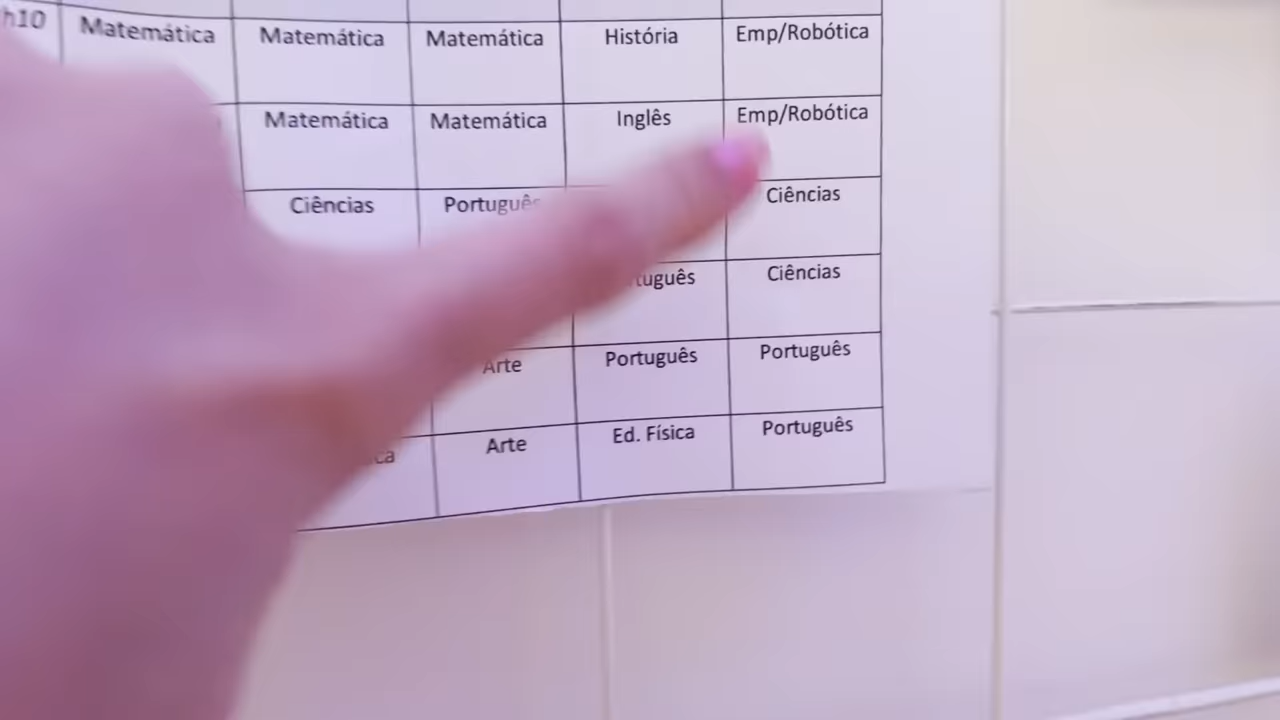 h10 Matemática Matemática Matemática História Emp/Robótica
Matemática Matemática Inglês Emp/Robótica
Ciências Português Ciências
Ciências
Arte Português Português
Arte Ed. Física Português